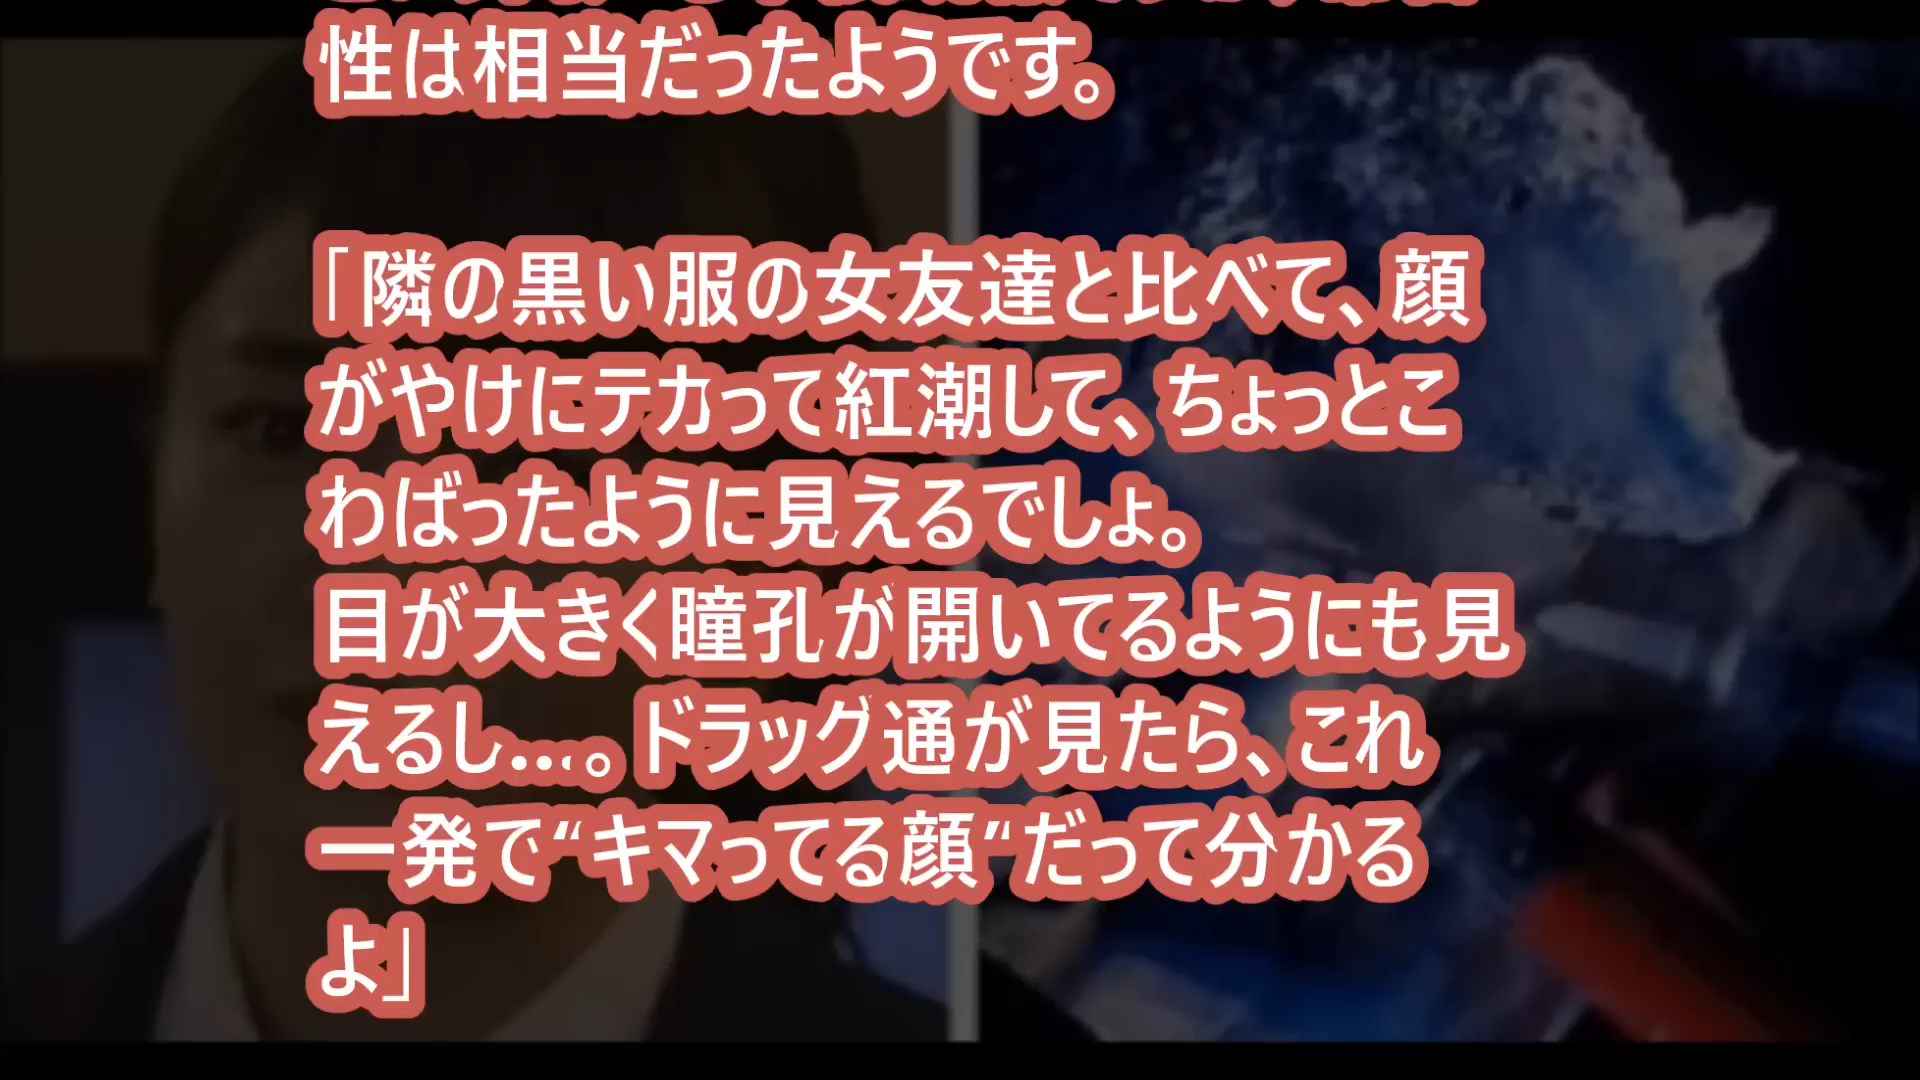 性は相当だったようです。
「隣の黒い服の女友達と比べて、顔
がやけにテカって紅潮して、ちょっとこ
わばったように見えるでしょ。
目が大きく瞳孔が開いてるようにも見
えるし…。ドラッグ通が見たら、これ
一発で“キマってる顔“だって分かる
よ」